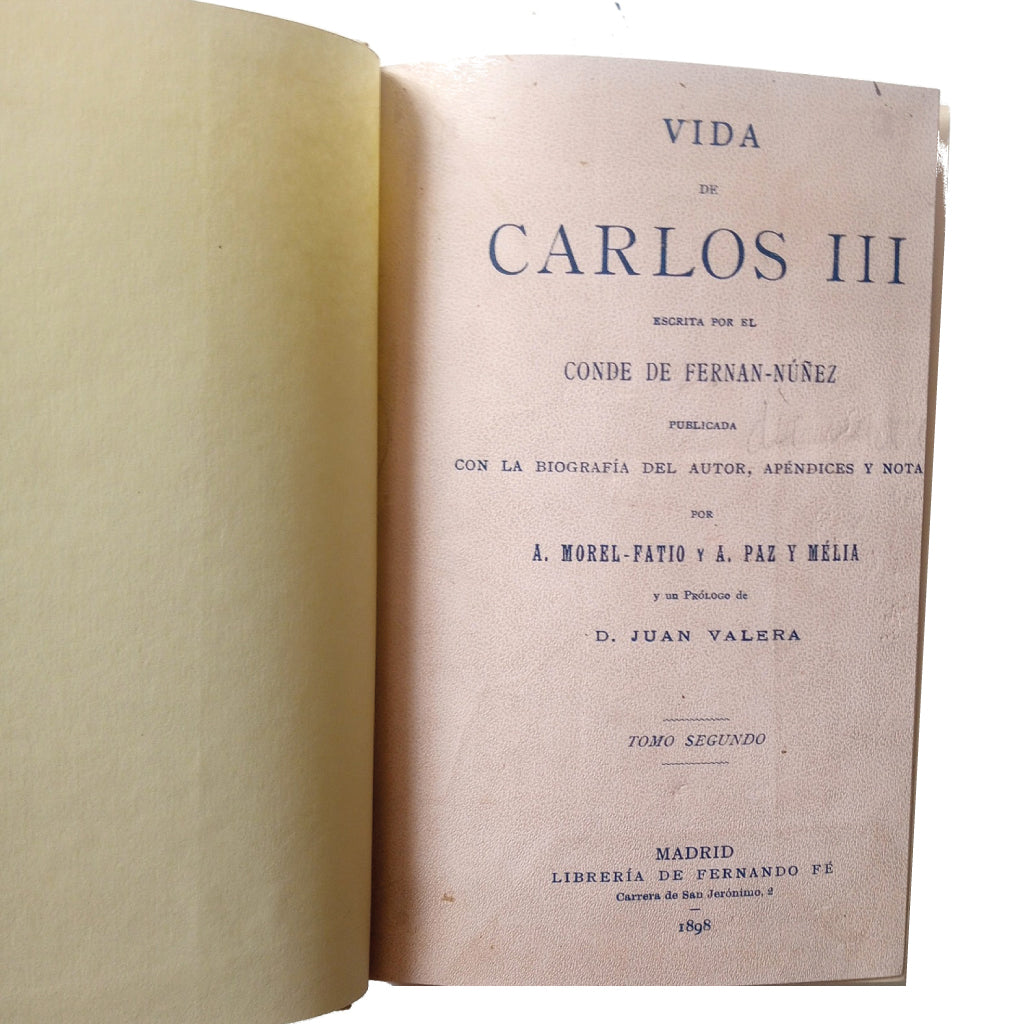 VIDA
DE
CARLOS III
ESCRITA POR EL
CONDE DE FERNAN-NÚÑEZ
PUBLICADA
CON LA BIOGRAFÍA DEL AUTOR, APÉNDICES Y NOTA
POR
A. MOREL-FATIO Y A. PAZ Y MÉLIA
y un Prólogo de
D. JUAN VALERA
TOMO SEGUNDO
MADRID
LIBRERÍA DE FERNANDO FÉ
Carrera de San Jerónimo, 2
1898